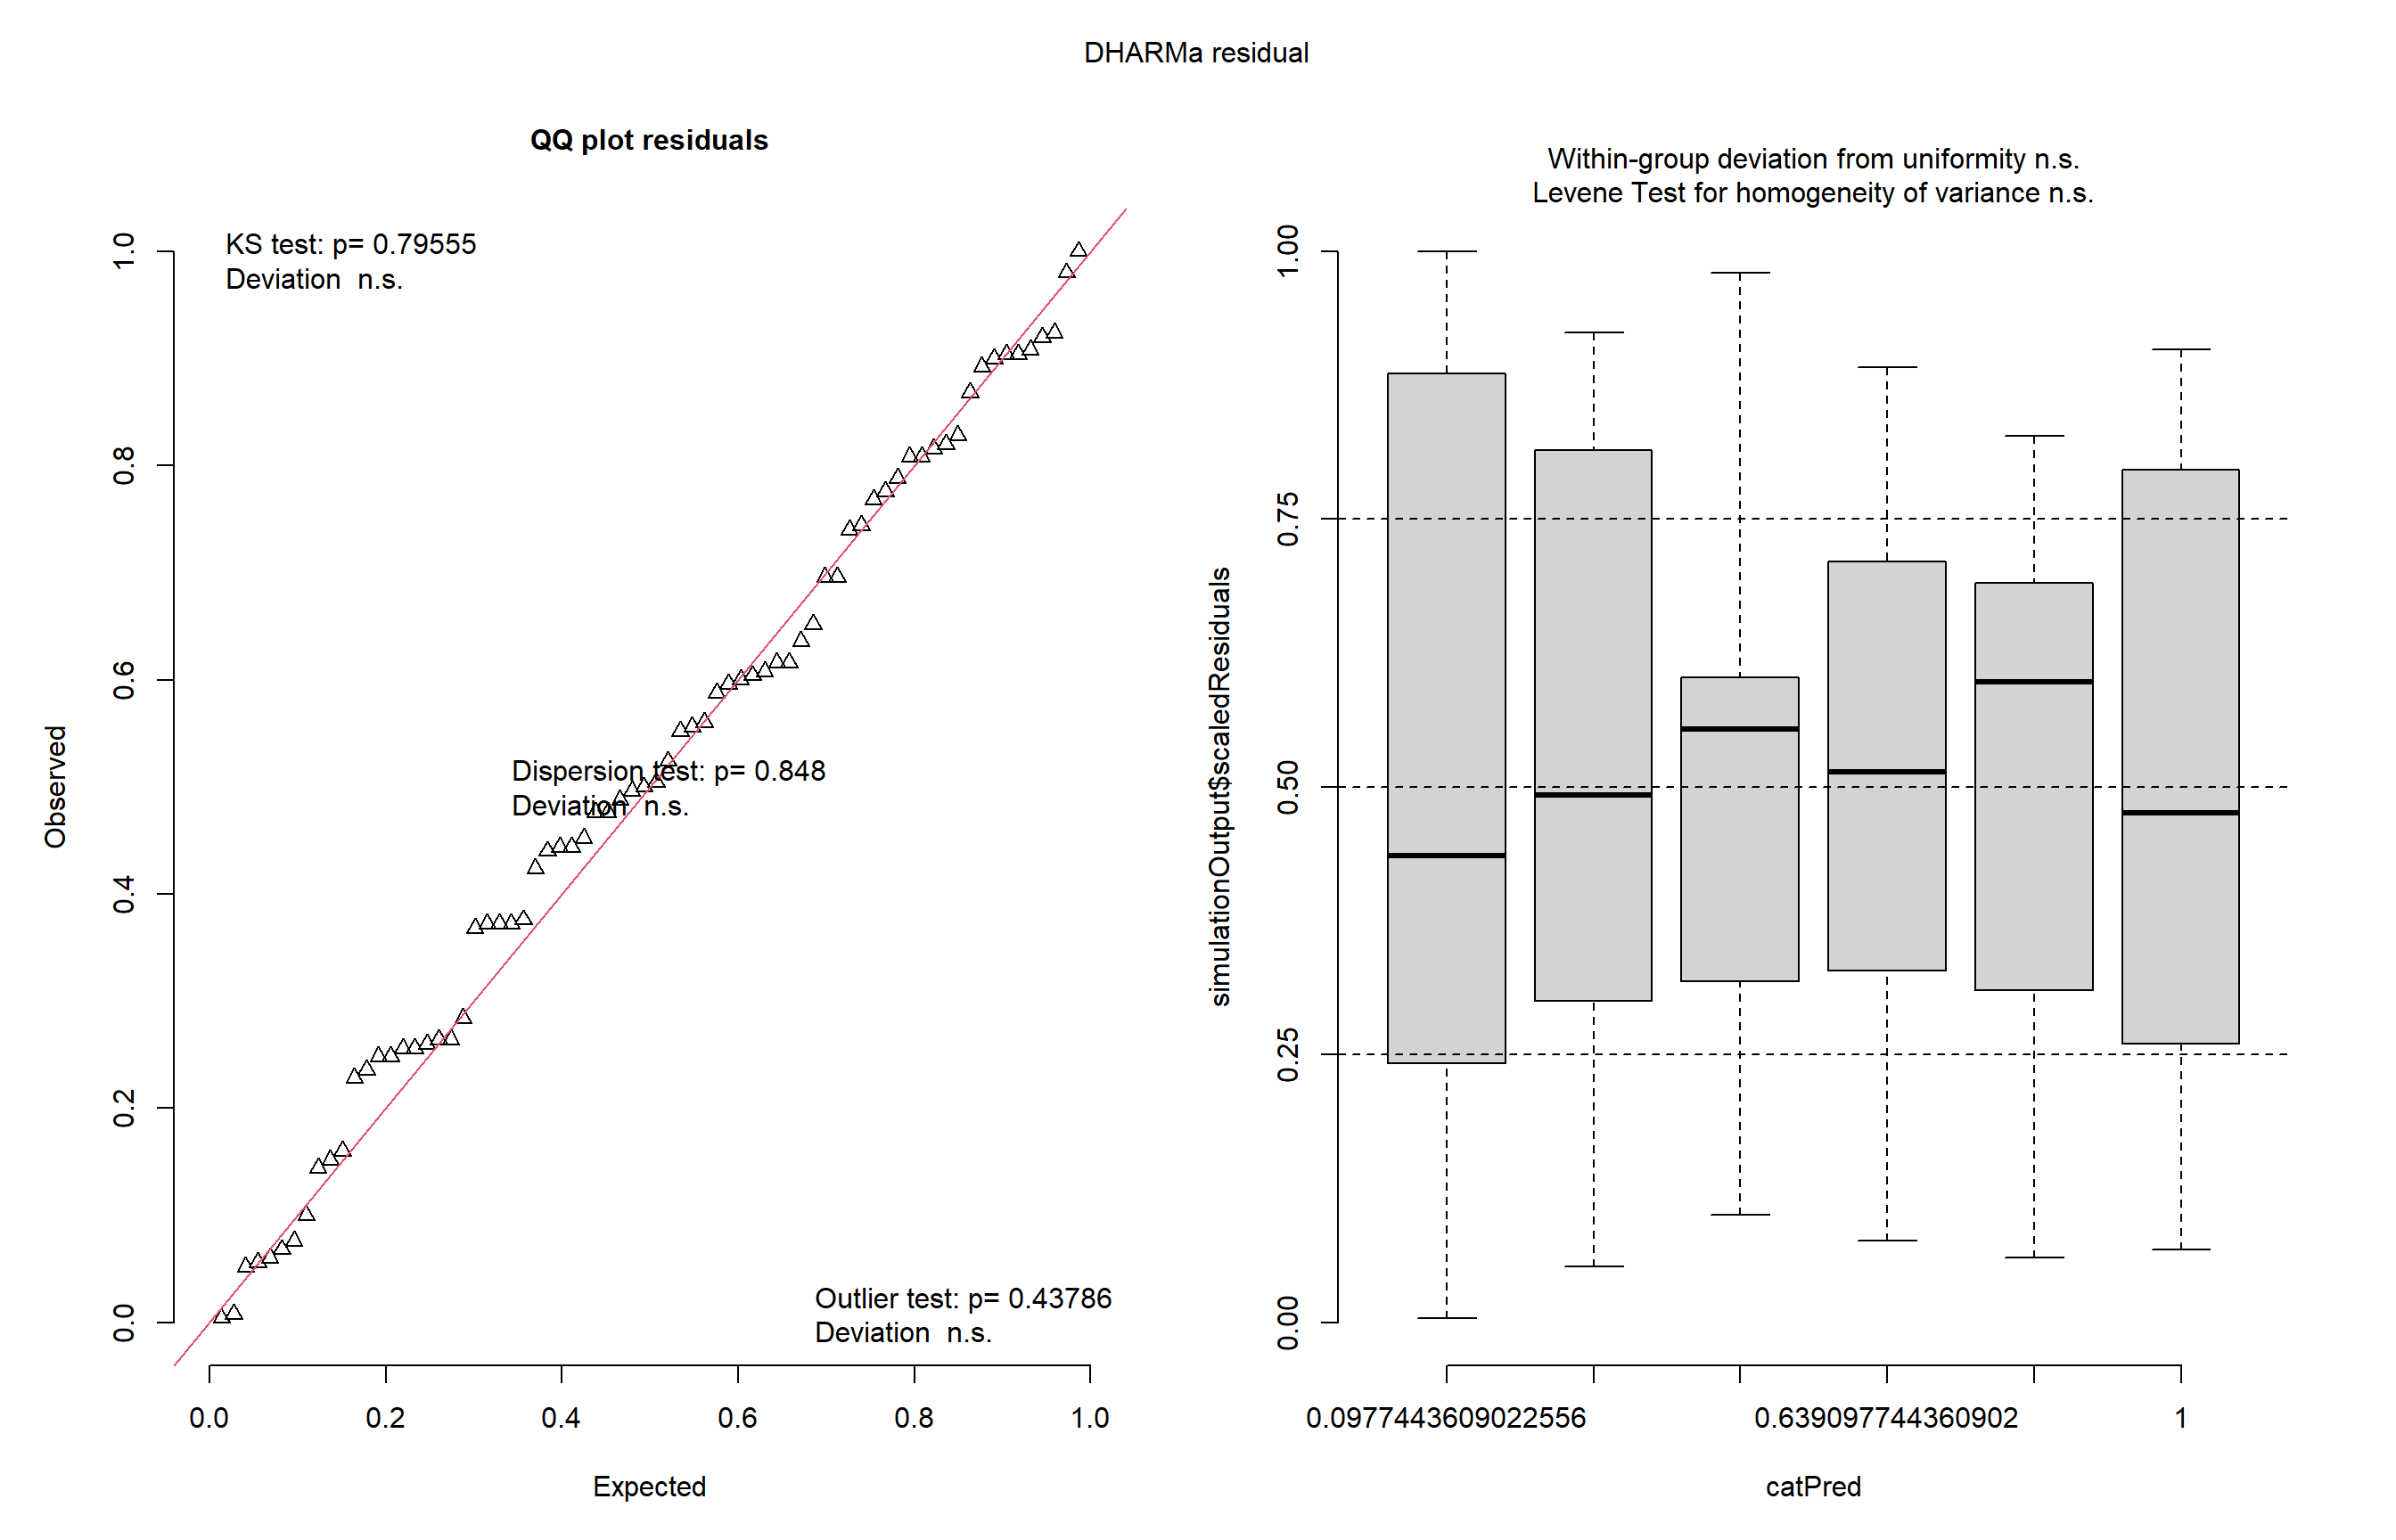 DHARMa residual
QQ plot residuals
KS test: p= 0.79555
Deviation  n.s.
Dispersion test: p= 0.848
Deviation  n.s.
Outlier test: p= 0.43786
Deviation  n.s.
Observed
1.0
0.8
0.6
0.4
0.2
0.0
0.0 0.2 0.4 0.6 0.8 1.0
Expected
Within-group deviation from uniformity n.s.
Levene Test for homogeneity of variance n.s.
simulationOutput$scaledResiduals
1.00
0.75
0.50
0.25
0.00
0.0977443609022556 0.639097744360902 1
catPred